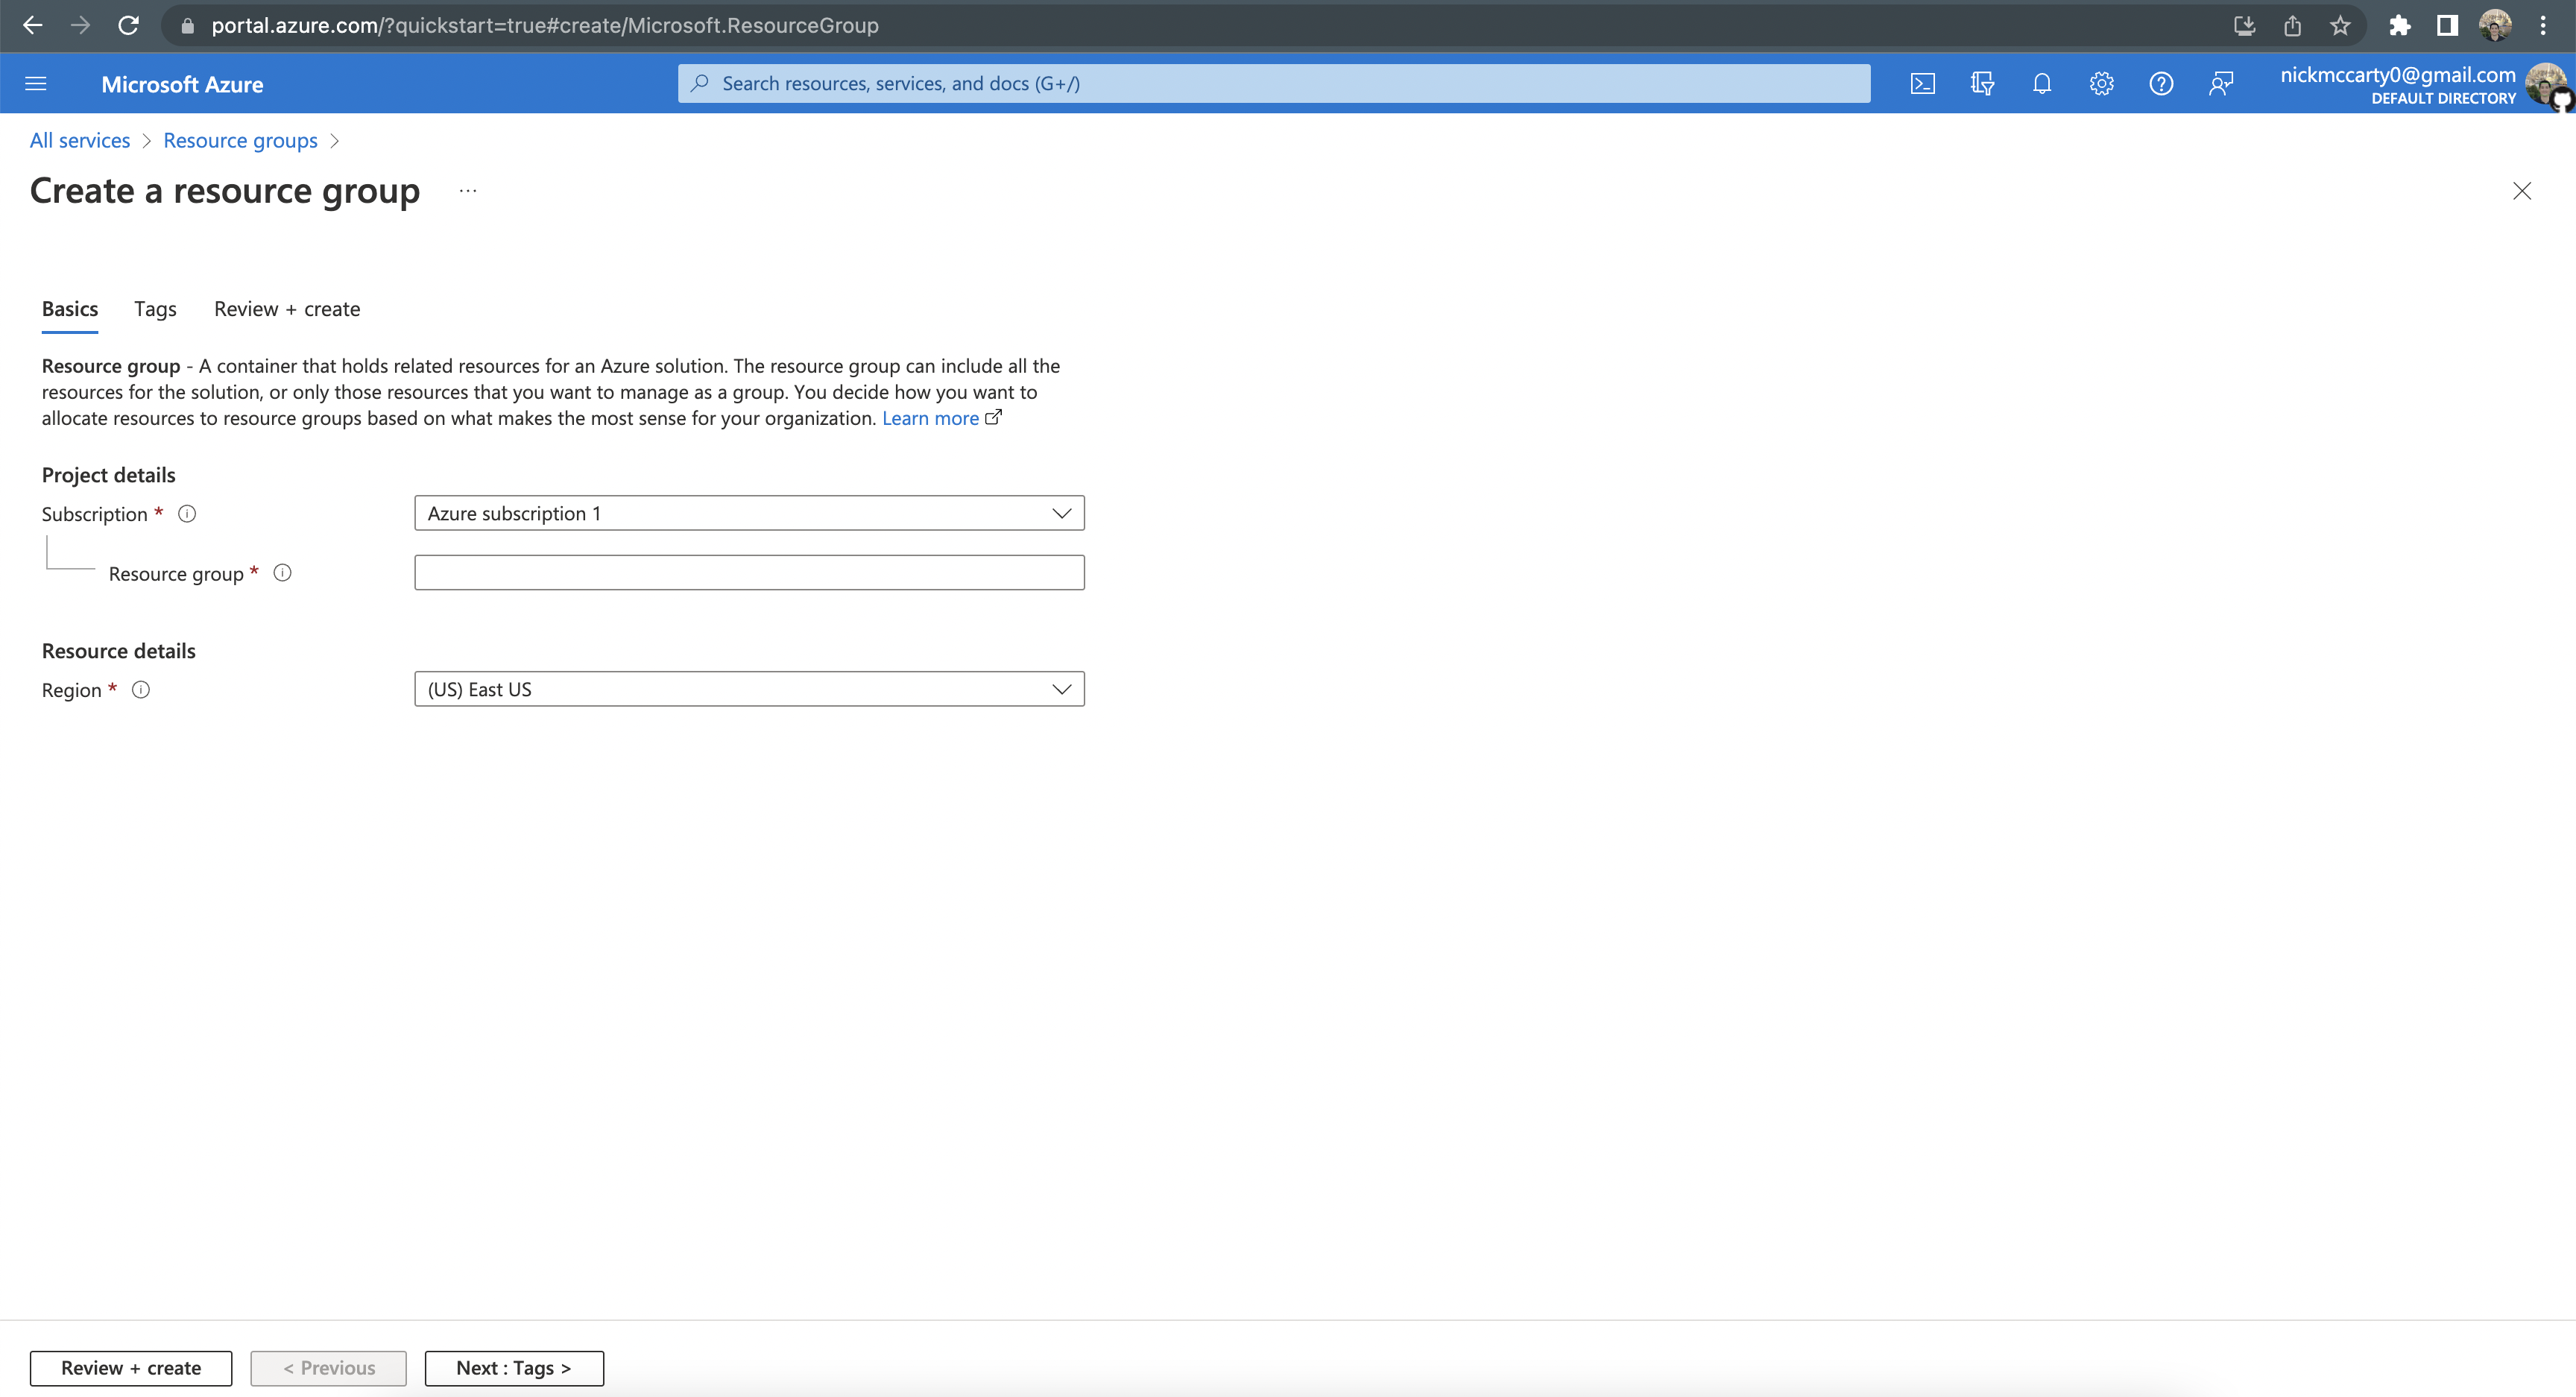 portal.azure.com/?quickstart=true#create/Microsoft.ResourceGroup
Microsoft Azure
Search resources, services, and docs (G+/)
nickmccarty0@gmail.com
DEFAULT DIRECTORY
All services > Resource groups >
Create a resource group ...
Basics Tags Review + create
Resource group - A container that holds related resources for an Azure solution. The resource group can include all the
resources for the solution, or only those resources that you want to manage as a group. You decide how you want to
allocate resources to resource groups based on what makes the most sense for your organization. Learn more
Project details
Subscription * Azure subscription 1
Resource group *
Resource details
Region * (US) East US
Review + create < Previous Next : Tags >